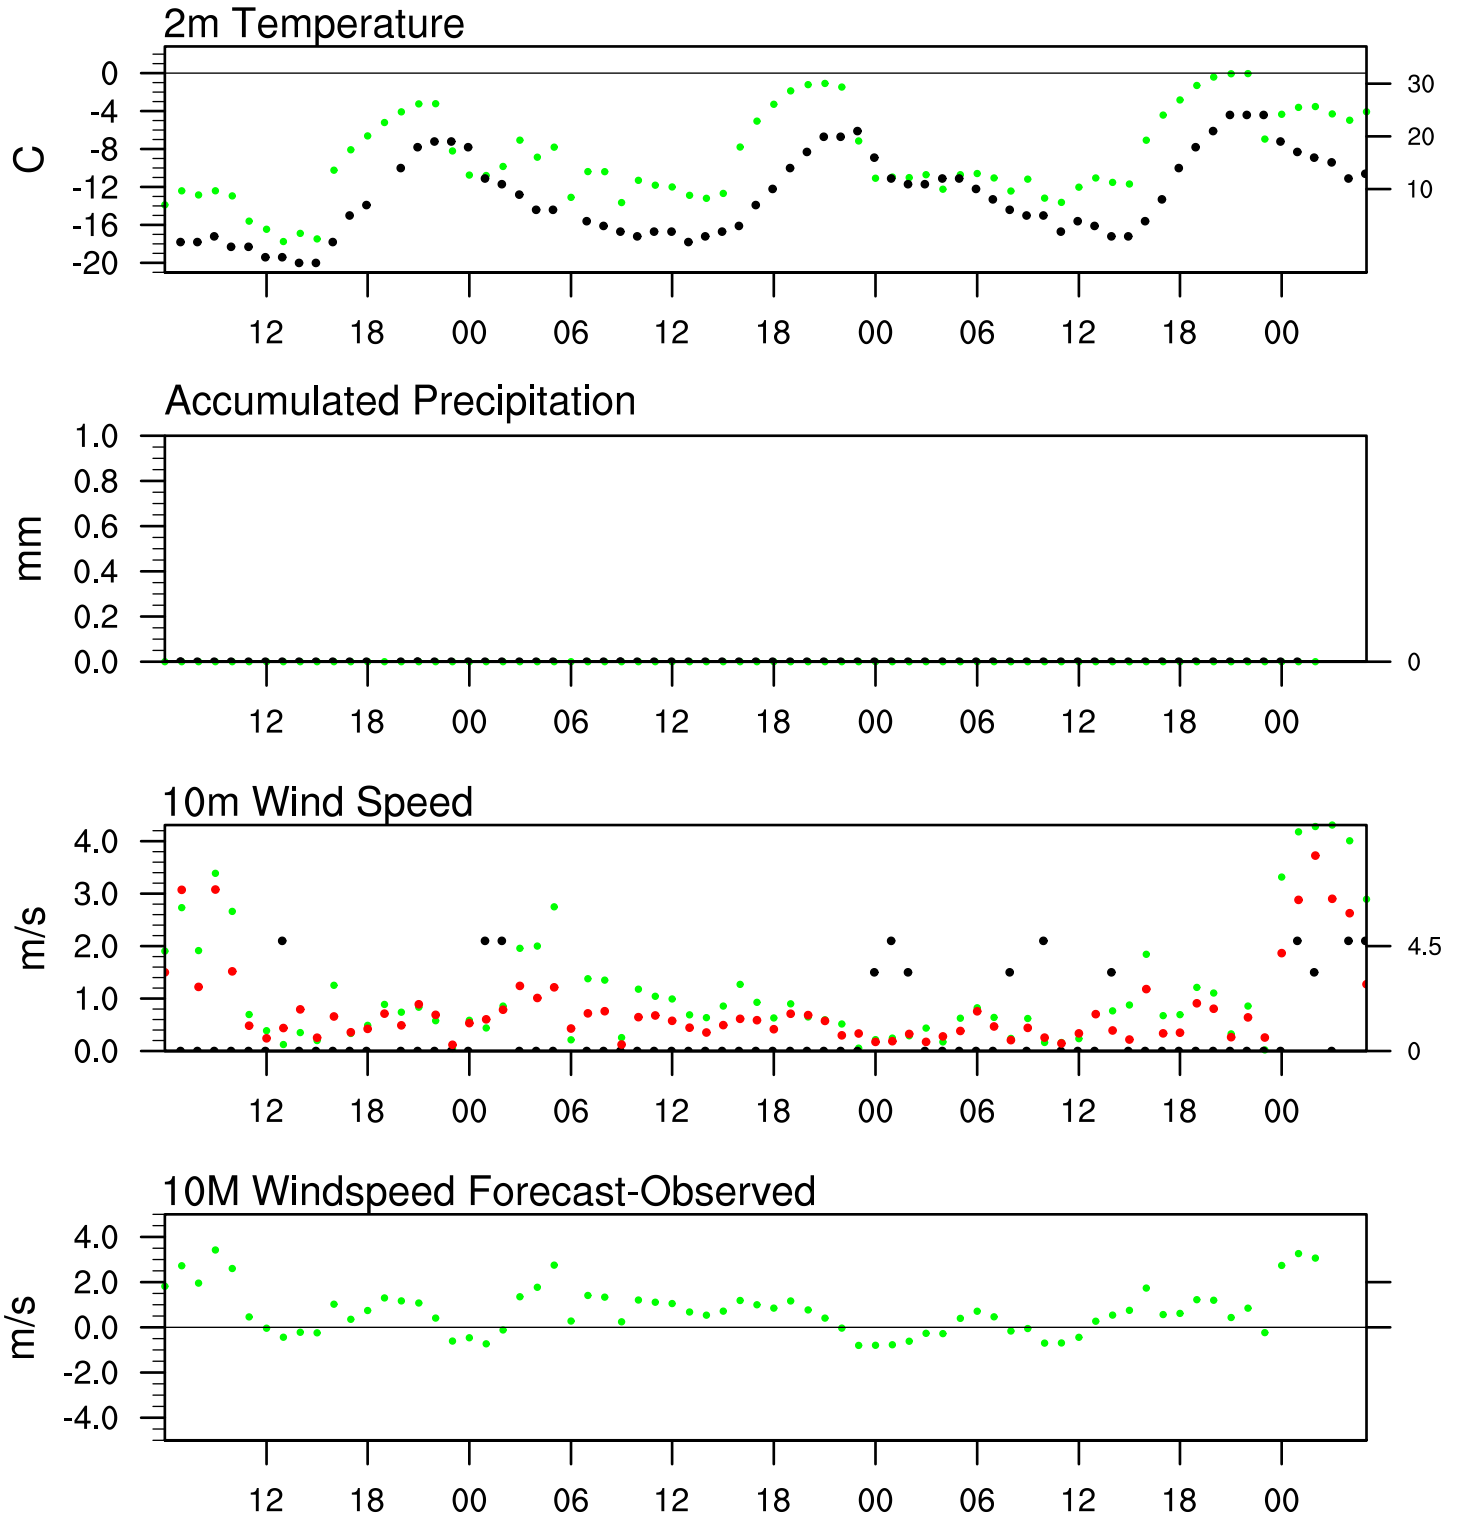 2m Temperature
0
-4
-8
-12
-16
-20
C
30
20
10
12 18 00 06 12 18 00 06 12 18 00
Accumulated Precipitation
1.0
0.8
0.6
0.4
0.2
0.0
mm
0
12 18 00 06 12 18 00 06 12 18 00
10m Wind Speed
4.0
3.0
2.0
1.0
0.0
m/s
4.5
0
12 18 00 06 12 18 00 06 12 18 00
10M Windspeed Forecast-Observed
4.0
2.0
0.0
-2.0
-4.0
m/s
12 18 00 06 12 18 00 06 12 18 00